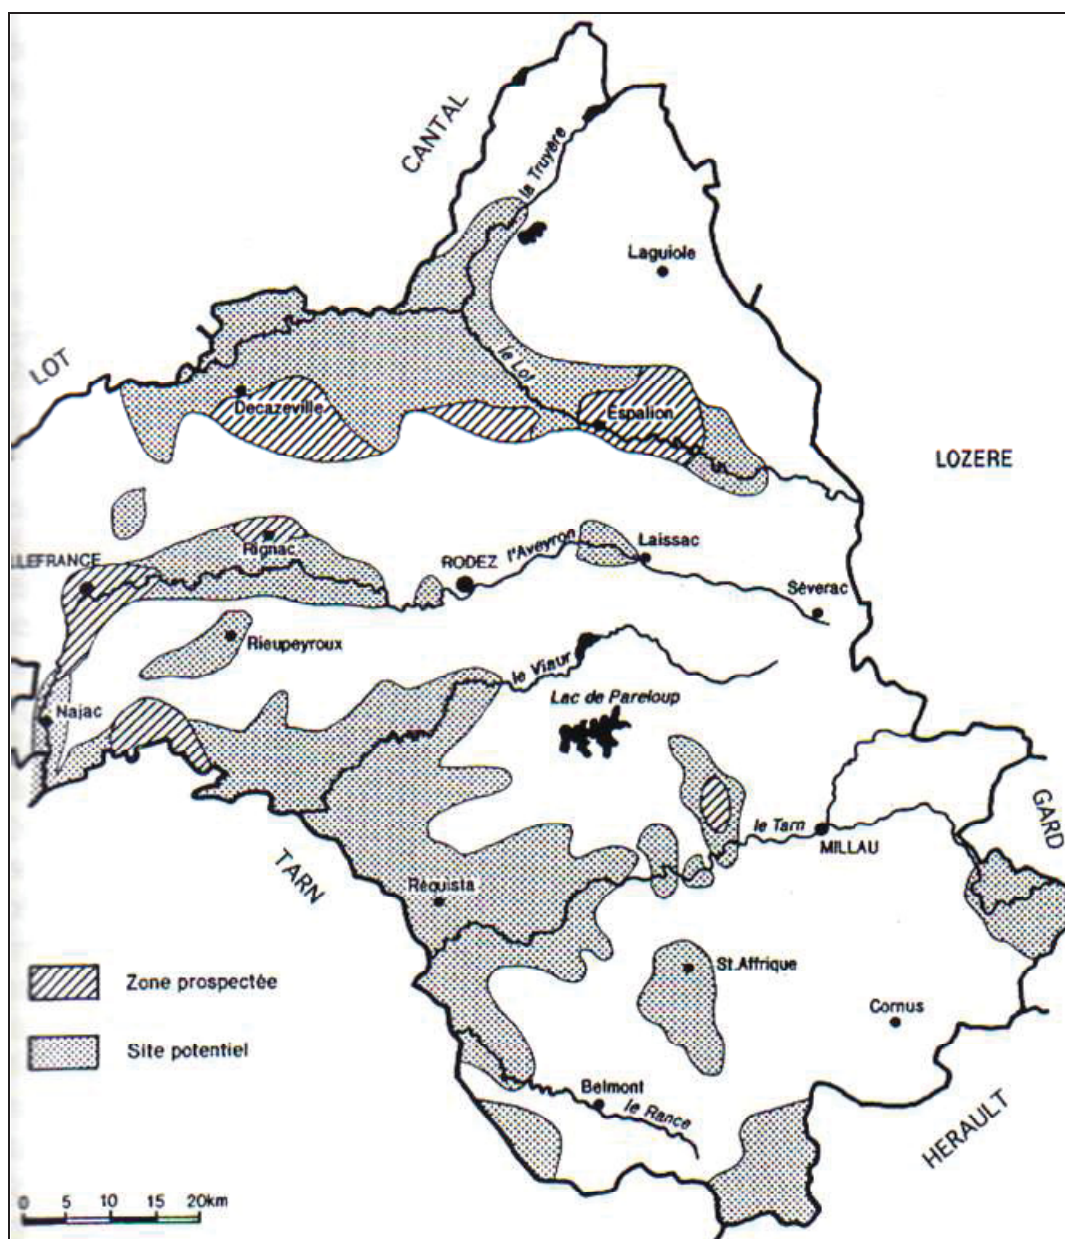 CANTAL
la Truyère
Laguiole
LOT
le Lot
Decazeville
Espalion
LOZERE
Rignac
l'Aveyron
Laissac
LLEFRANCE
RODEZ
Séverac
Rieupeyroux
le Viaur
Lac de Pareloup
Najac
GARD
le Tarn
MILLAU
TARN
Réquista
St.Affrique
Zone prospectée
Cornus
Site potentiel
Belmont
le Rance
HERAULT
0 5 10 15 20km